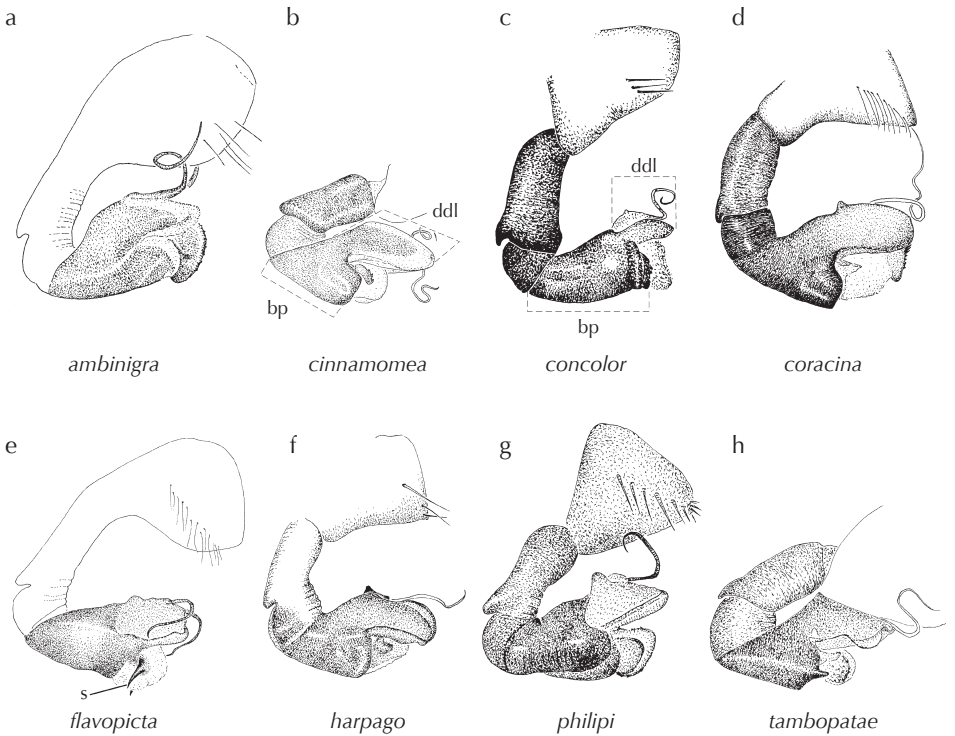 a
b
c
d
ddl
ddl
bp
bp
ambinigra
cinnamomea
concolor
coracina
e
f
g
h
s
flavopicta
harpago
philipi
tambopatae